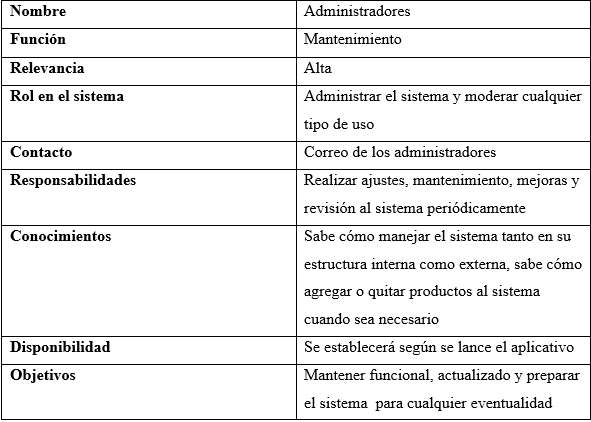 Nombre Administradores
Función Mantenimiento
Relevancia Alta
Rol en el sistema Administrar el sistema y moderar cualquier
tipo de uso
Contacto Correo de los administradores
Responsabilidades Realizar ajustes, mantenimiento, mejoras y
revisión al sistema periódicamente
Conocimientos Sabe cómo manejar el sistema tanto en su
estructura interna como externa, sabe cómo
agregar o quitar productos al sistema
cuando sea necesario
Disponibilidad Se establecerá según se lance el aplicativo
Objetivos Mantener funcional, actualizado y preparar
el sistema para cualquier eventualidad